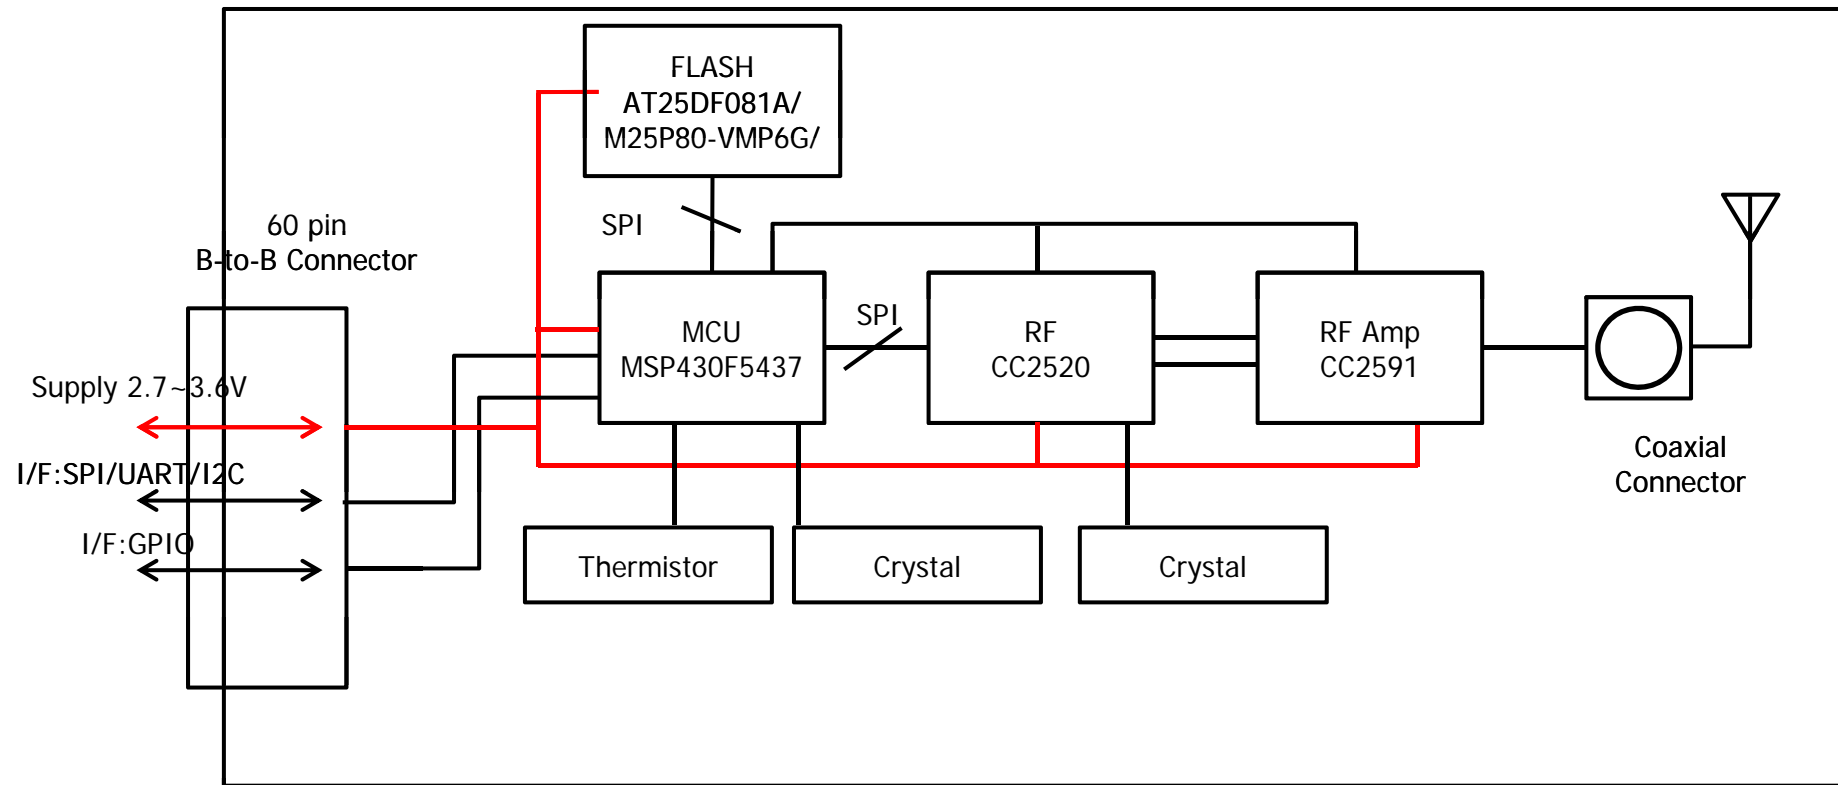 FLASH
AT25DF081A/
M25P80-VMP6G/
SPI
60 pin
B-to-B Connector
SPI
MCU
MSP430F5437
RF
CC2520
RF Amp
CC2591
Supply 2.7~3.6V
I/F:SPI/UART/I2C
I/F:GPIO
Coaxial
Connector
Thermistor
Crystal
Crystal